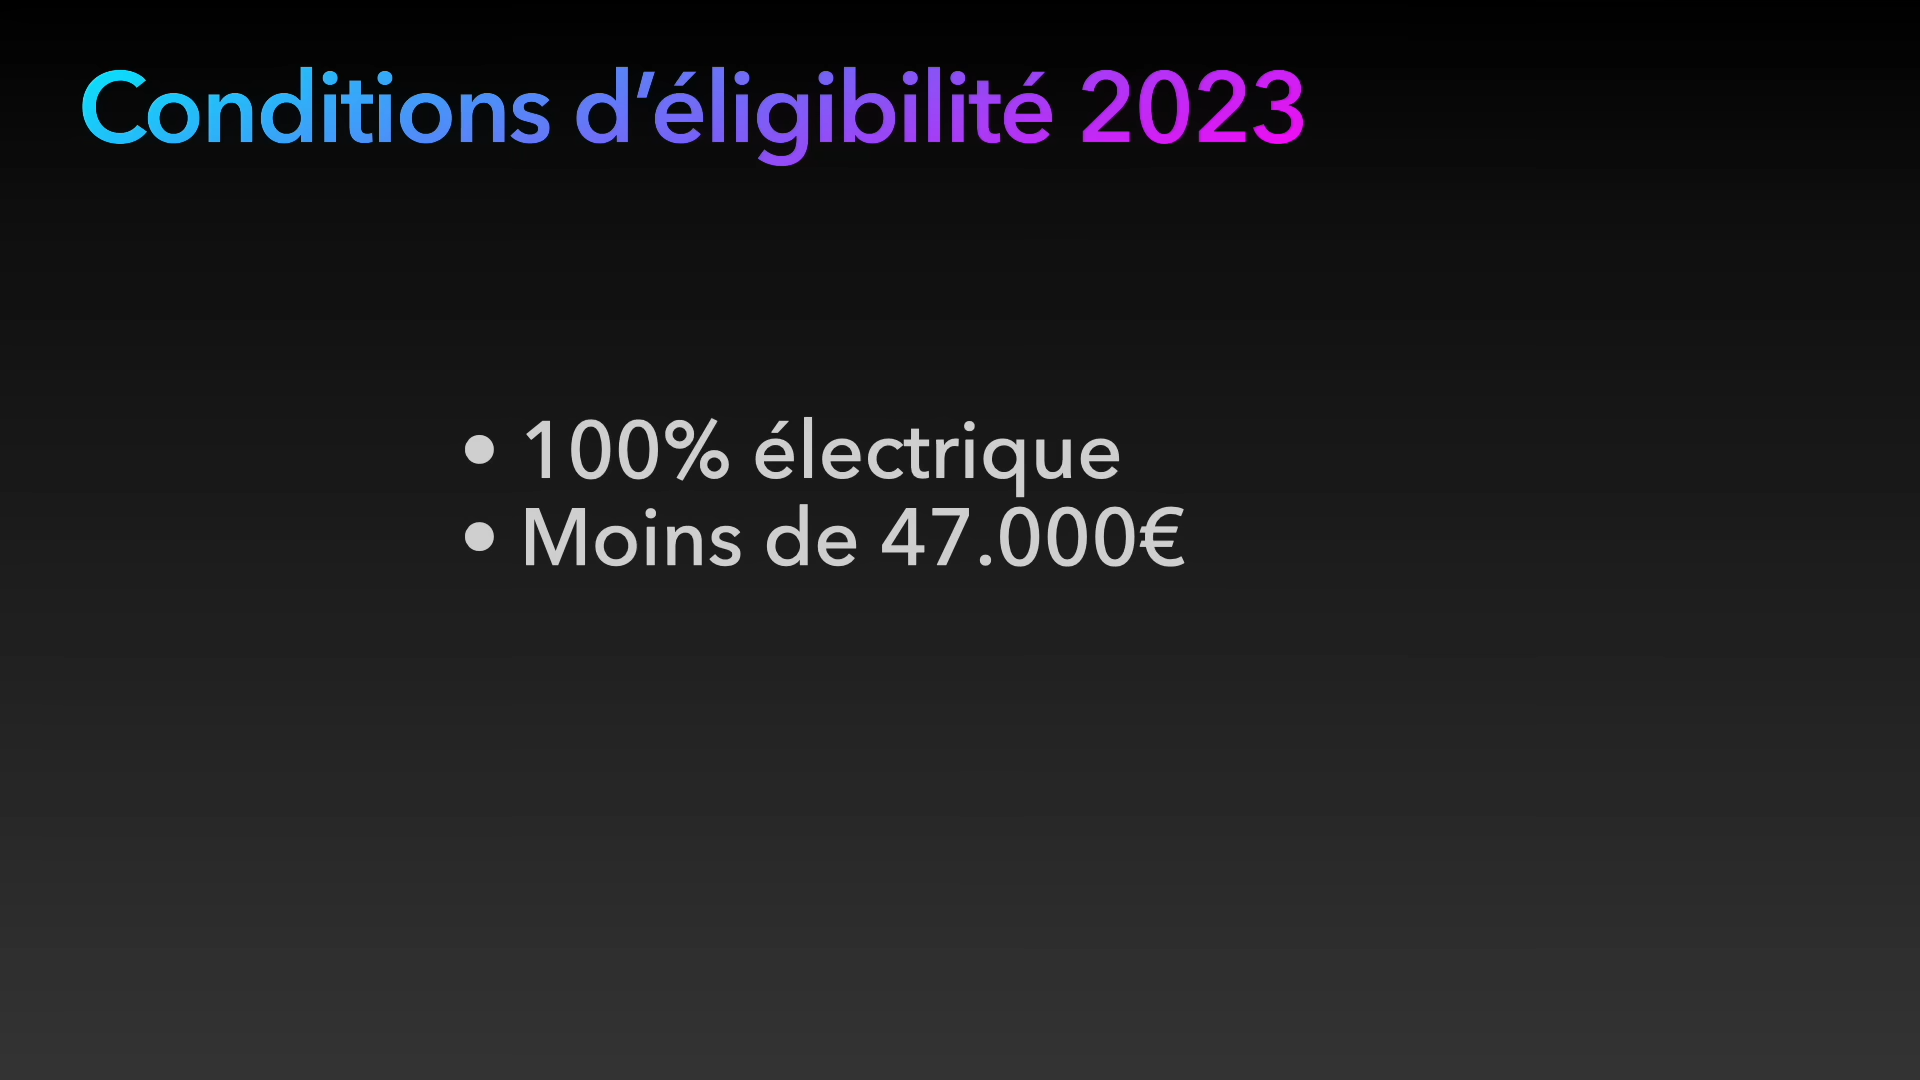 Conditions d’éligibilité 2023
• 100% électrique
• Moins de 47.000€